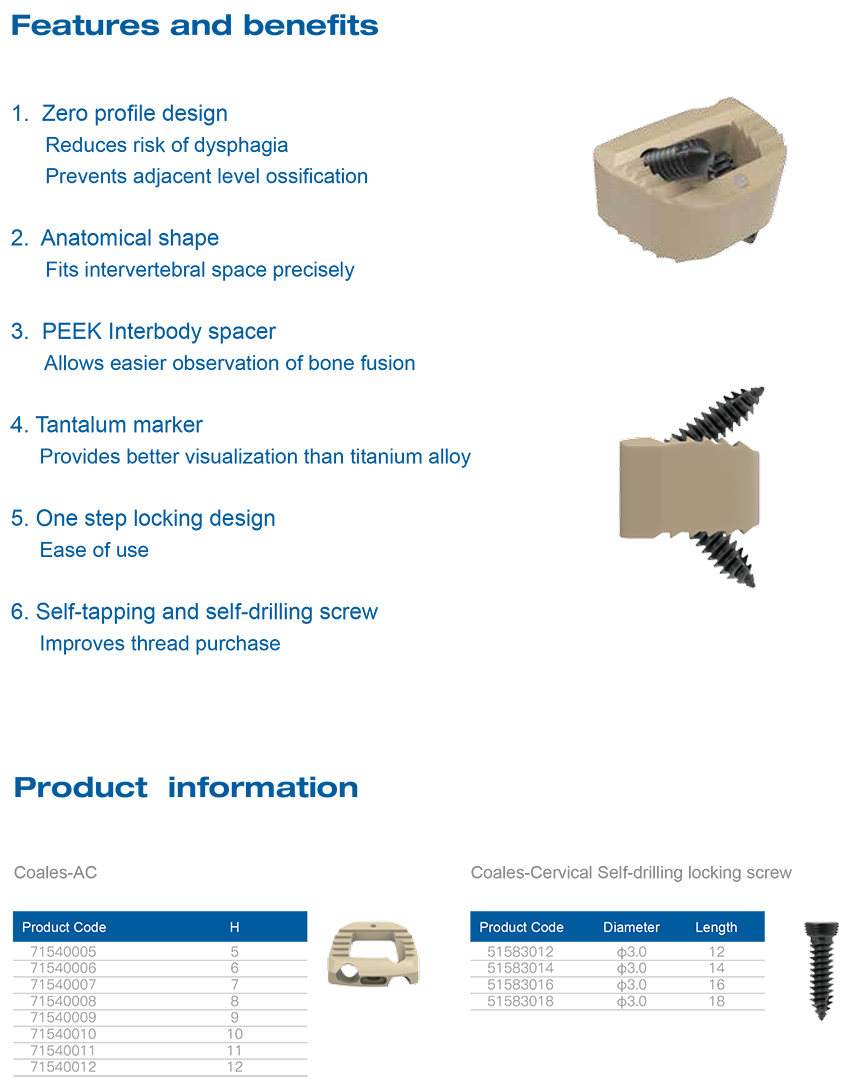 Features and benefits
1. Zero profile design
Reduces risk of dysphagia
Prevents adjacent level ossification
2. Anatomical shape
Fits intervertebral space precisely
3. PEEK Interbody spacer
Allows easier observation of bone fusion
4. Tantalum marker
Provides better visualization than titanium alloy
5. One step locking design
Ease of use
6. Self-tapping and self-drilling screw
Improves thread purchase
Product information
Coales-AC
Product Code H
71540005 5
71540006 6
71540007 7
71540008 8
71540009 9
71540010 10
71540011 11
71540012 12
Coales-Cervical Self-drilling locking screw
Product Code Diameter Length
51583012 ф3.0 12
51583014 ф3.0 14
51583016 ф3.0 16
51583018 ф3.0 18